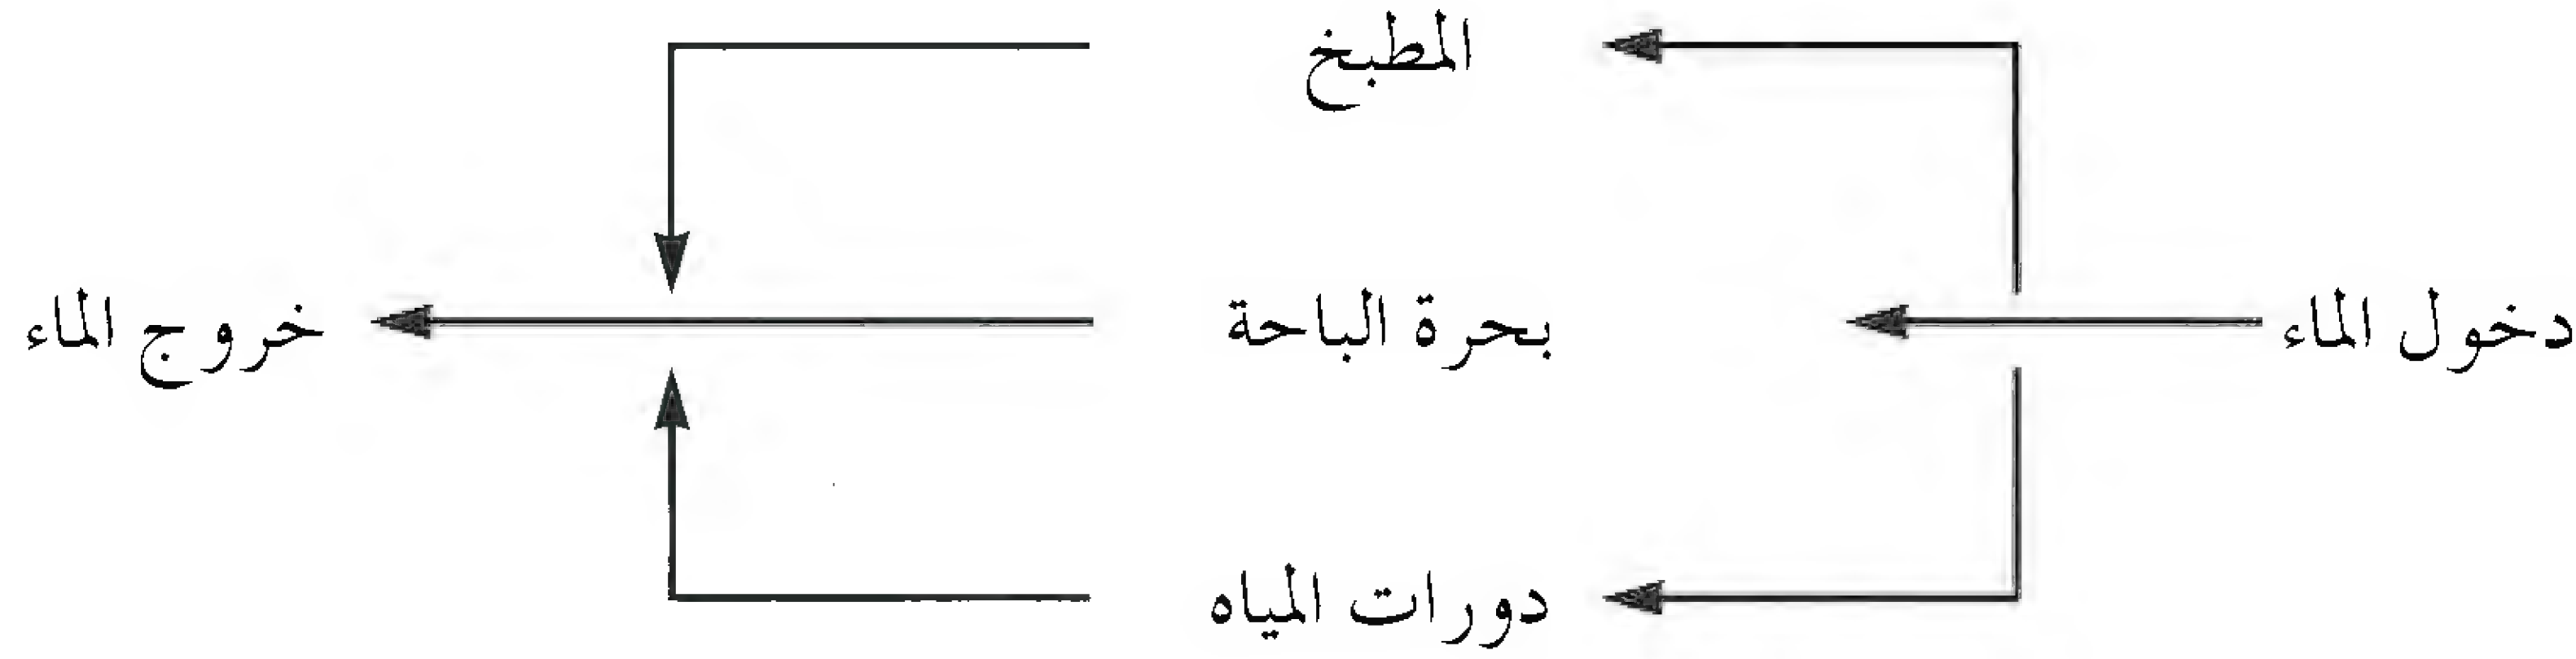 المطبخ
دخول الماء
بحرة الباحة
خروج الماء
دورات المياه